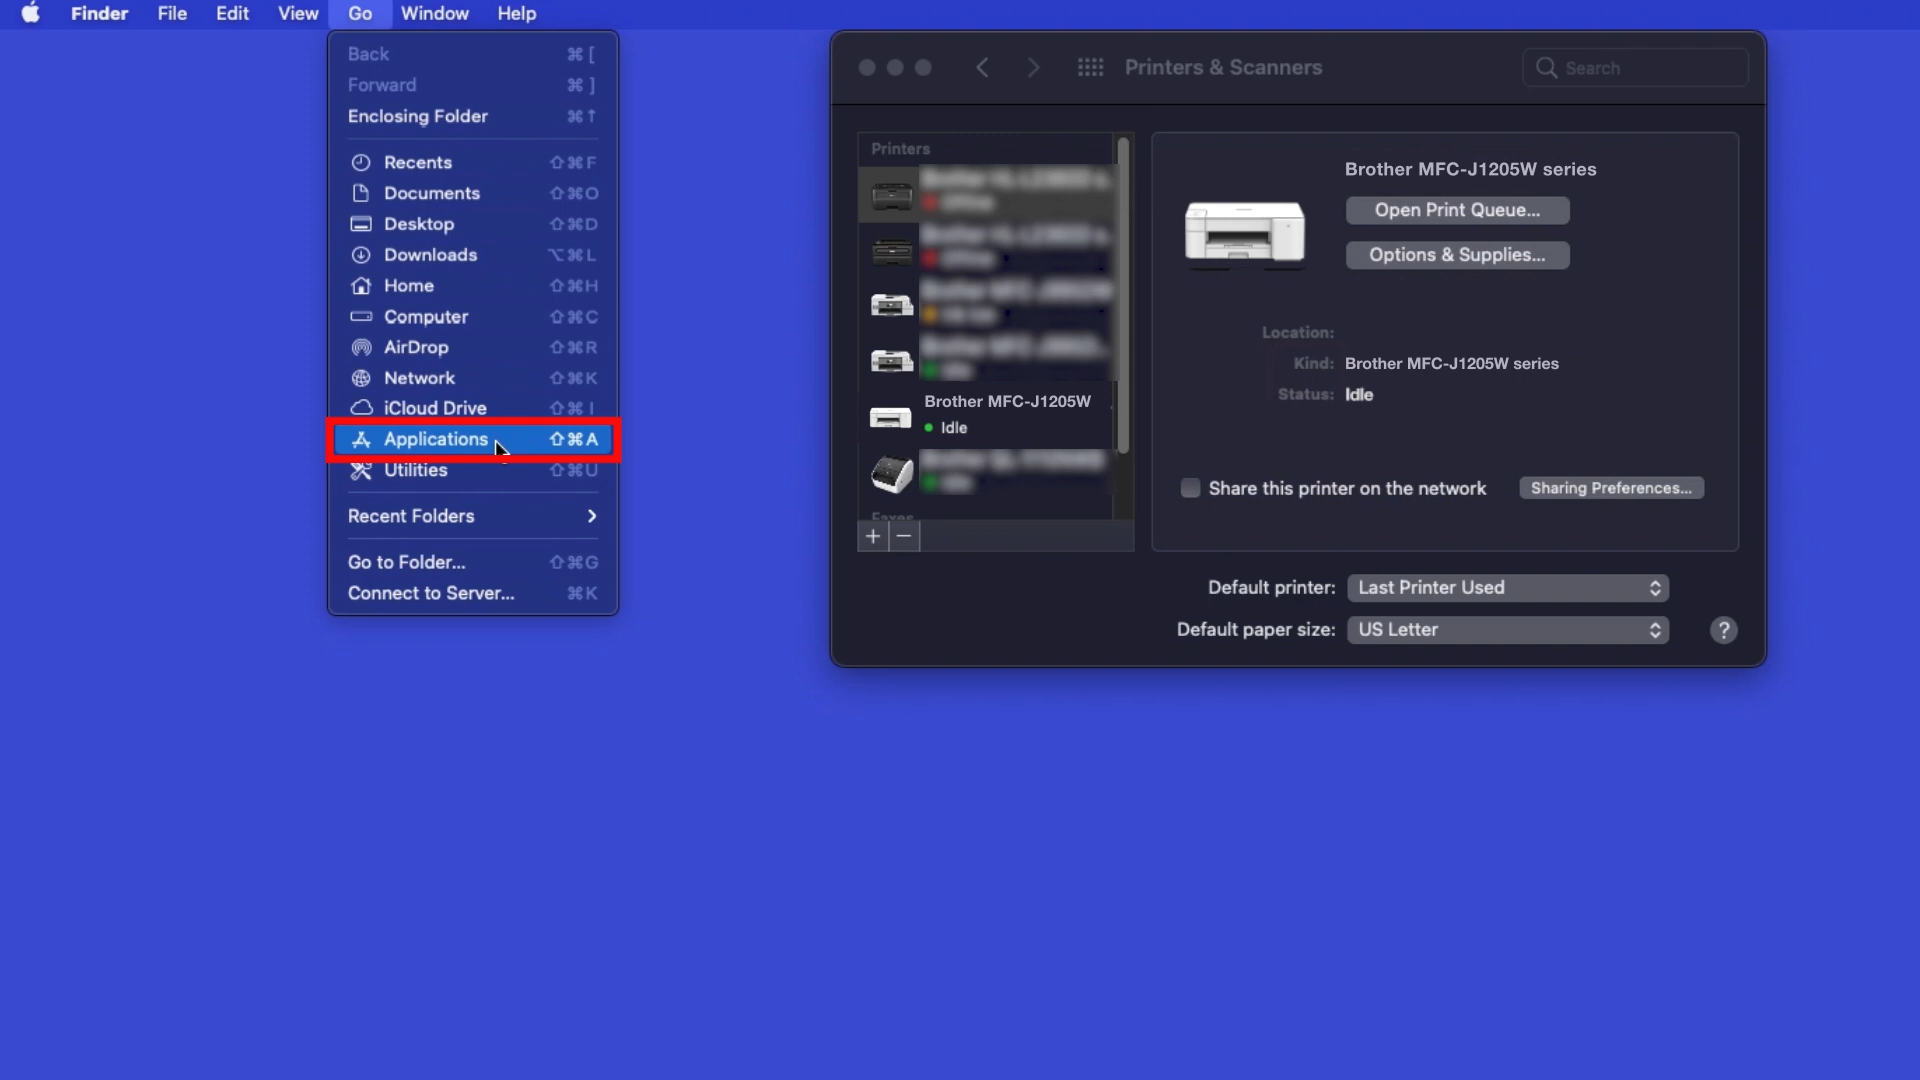 Finder File Edit View Go Window Help
Back ⌘ [
Forward ⌘ ]
Enclosing Folder ⌘ ↑
Recents ⇧ ⌘ F
Documents ⇧ ⌘ O
Desktop ⇧ ⌘ D
Downloads ⌥ ⌘ L
Home ⇧ ⌘ H
Computer ⇧ ⌘ C
AirDrop ⇧ ⌘ R
Network ⇧ ⌘ K
iCloud Drive ⇧ ⌘ I
Applications ⇧ ⌘ A
Utilities ⇧ ⌘ U
Recent Folders
Go to Folder... ⇧ ⌘ G
Connect to Server... ⌘ K
Printers & Scanners
Search
Printers
Brother MFC-J1205W
Idle
Faxes
+ −
Brother MFC-J1205W series
Open Print Queue...
Options & Supplies...
Location:
Kind: Brother MFC-J1205W series
Status: Idle
Share this printer on the network Sharing Preferences...
Default printer: Last Printer Used
Default paper size: US Letter ?